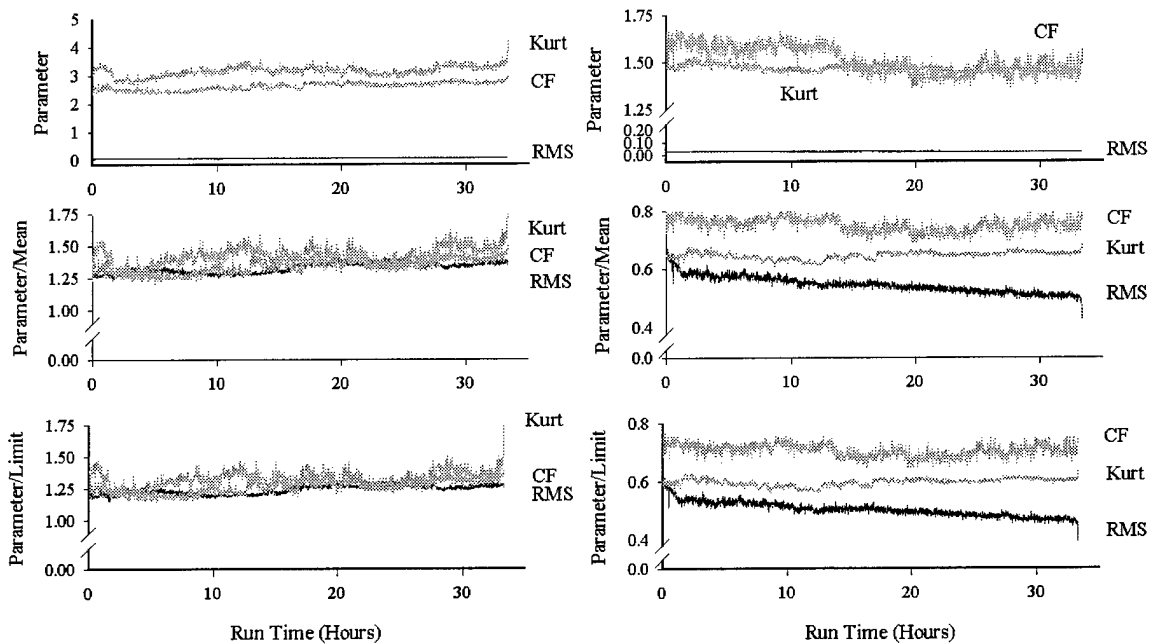 Parameter
5
4
3
2
1
0
Kurt
CF
RMS
0
10
20
30
Parameter
1.75
1.50
1.25
0.20
0.10
0.00
CF
Kurt
RMS
0
10
20
30
Parameter/Mean
1.75
1.50
1.25
1.00
0.00
Kurt
CF
RMS
0
10
20
30
Parameter/Mean
0.8
0.6
0.4
0.0
CF
Kurt
RMS
0
10
20
30
Parameter/Limit
1.75
1.50
1.25
1.00
0.00
Kurt
CF
RMS
0
10
20
30
Run Time (Hours)
Parameter/Limit
0.8
0.6
0.4
0.0
CF
Kurt
RMS
0
10
20
30
Run Time (Hours)